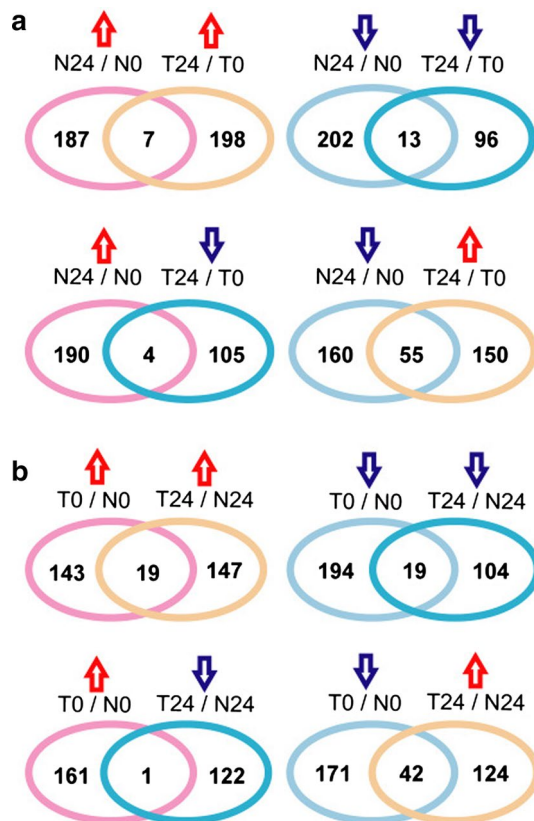 a
N24 / N0 T24 / T0 N24 / N0 T24 / T0
187 7 198 202 13 96
N24 / N0 T24 / T0 N24 / N0 T24 / T0
190 4 105 160 55 150
b
T0 / N0 T24 / N24 T0 / N0 T24 / N24
143 19 147 194 19 104
T0 / N0 T24 / N24 T0 / N0 T24 / N24
161 1 122 171 42 124